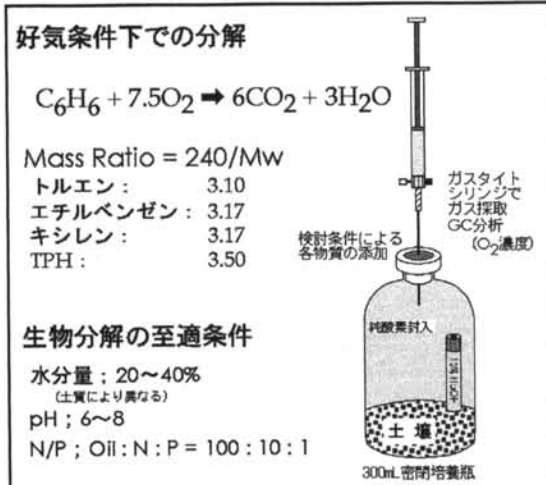 好気条件下での分解
C6H6 + 7.5O2 ➡ 6CO2 + 3H2O
Mass Ratio = 240/Mw
トルエン： 3.10
エチルベンゼン： 3.17
キシレン： 3.17
TPH： 3.50
生物分解の至適条件
水分量；20〜40%
(土質により異なる)
pH；6〜8
N/P；Oil：N：P = 100：10：1
ガスタイト
シリンジで
ガス採取
GC分析
(O2濃度)
検討条件による
各物質の添加
純酸素封入
土 壌
300mL密閉培養瓶